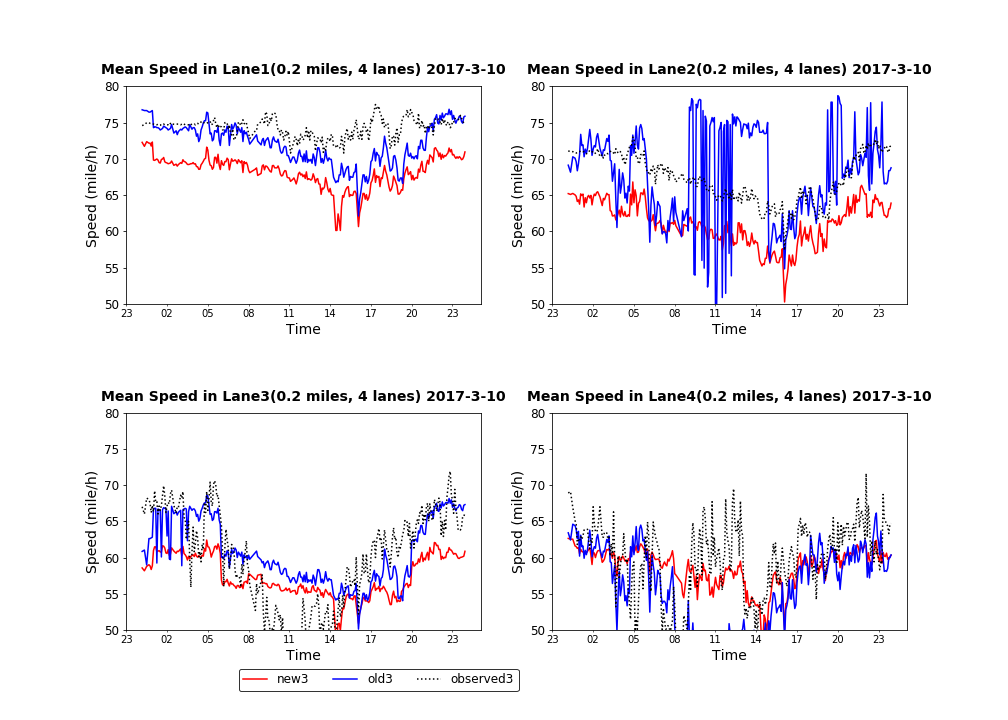 Mean Speed in Lane1(0.2 miles, 4 lanes) 2017-3-10
Mean Speed in Lane2(0.2 miles, 4 lanes) 2017-3-10
80
75
70
65
60
55
50
Speed (mile/h)
23 02 05 08 11 14 17 20 23
Time
80
75
70
65
60
55
50
Speed (mile/h)
23 02 05 08 11 14 17 20 23
Time
Mean Speed in Lane3(0.2 miles, 4 lanes) 2017-3-10
Mean Speed in Lane4(0.2 miles, 4 lanes) 2017-3-10
80
75
70
65
60
55
50
Speed (mile/h)
23 02 05 08 11 14 17 20 23
Time
80
75
70
65
60
55
50
Speed (mile/h)
23 02 05 08 11 14 17 20 23
Time
new3 old3 observed3